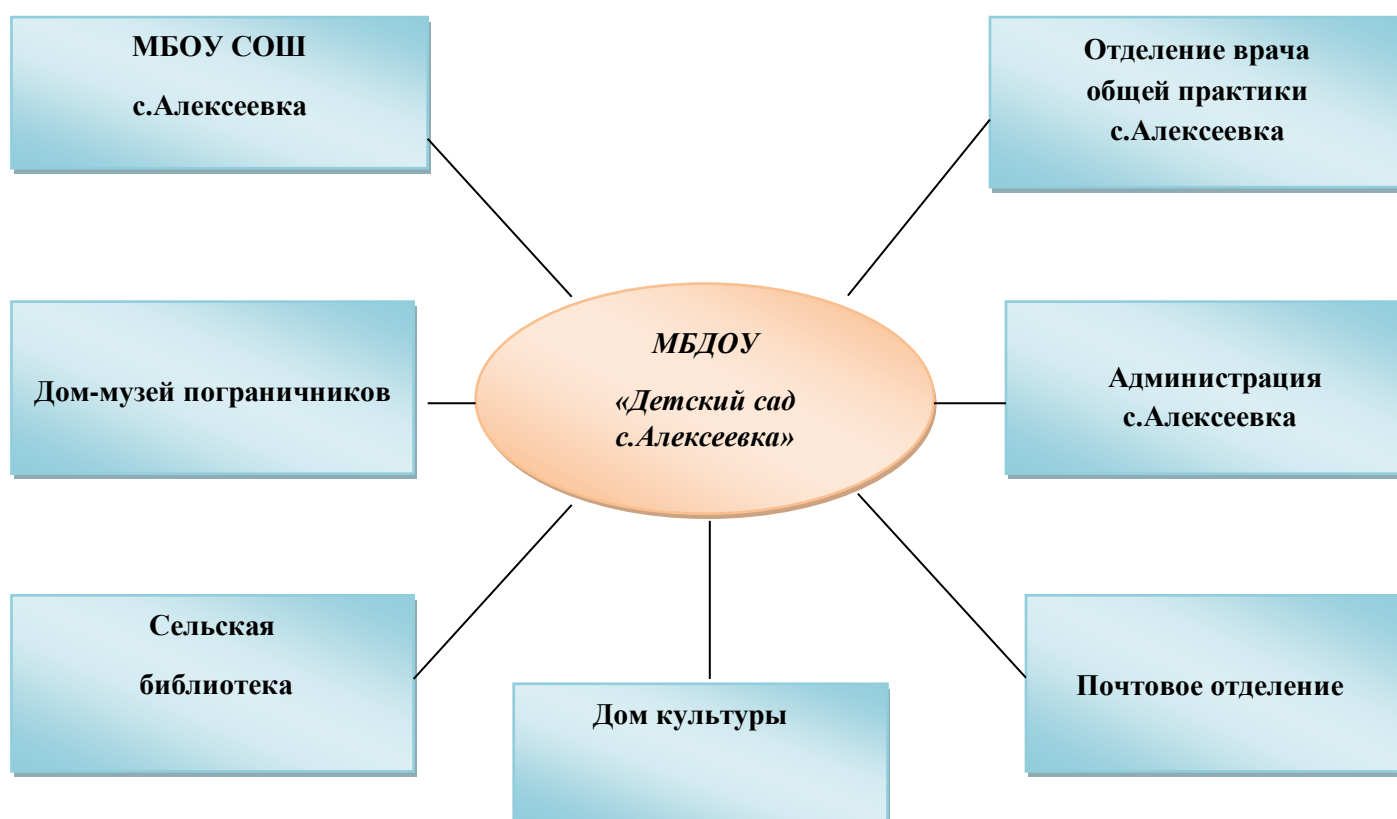 МБОУ СОШ
с.Алексеевка
Отделение врача
общей практики
с.Алексеевка
МБДОУ
«Детский сад
с.Алексеевка»
Дом-музей пограничников
Администрация
с.Алексеевка
Сельская
библиотека
Дом культуры
Почтовое отделение